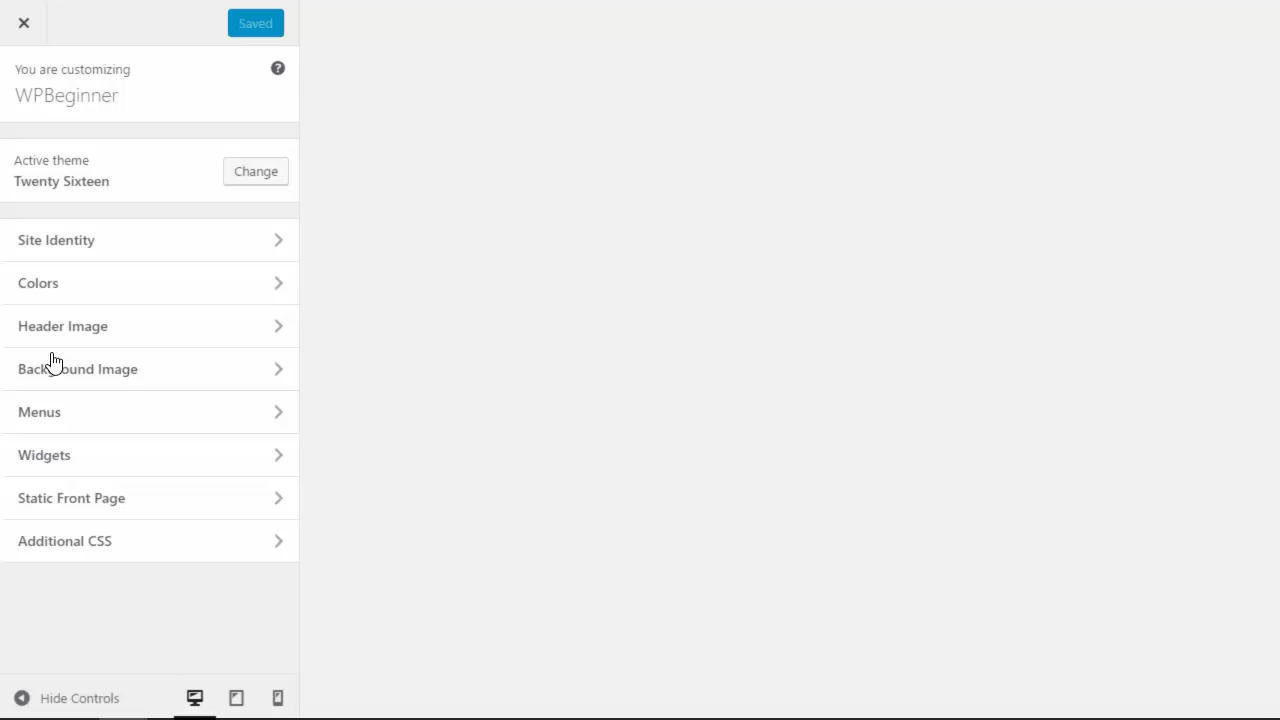 Saved
You are customizing
WPBeginner
Active theme
Twenty Sixteen
Change
Site Identity
Colors
Header Image
Background Image
Menus
Widgets
Static Front Page
Additional CSS
Hide Controls